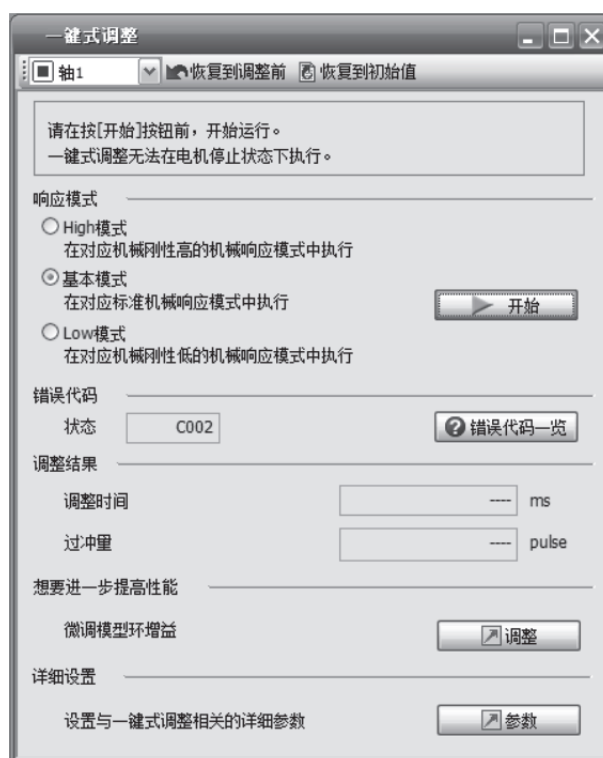 一键式调整
轴1 恢复到调整前 恢复到初始值
请在按[开始]按钮前，开始运行。
一键式调整无法在电机停止状态下执行。
响应模式
High模式
在对应机械刚性高的机械响应模式中执行
基本模式
在对应标准机械响应模式中执行
开始
Low模式
在对应机械刚性低的机械响应模式中执行
错误代码
状态 C002 错误代码一览
调整结果
调整时间 ---- ms
过冲量 ---- pulse
想要进一步提高性能
微调模型环增益 调整
详细设置
设置与一键式调整相关的详细参数 参数